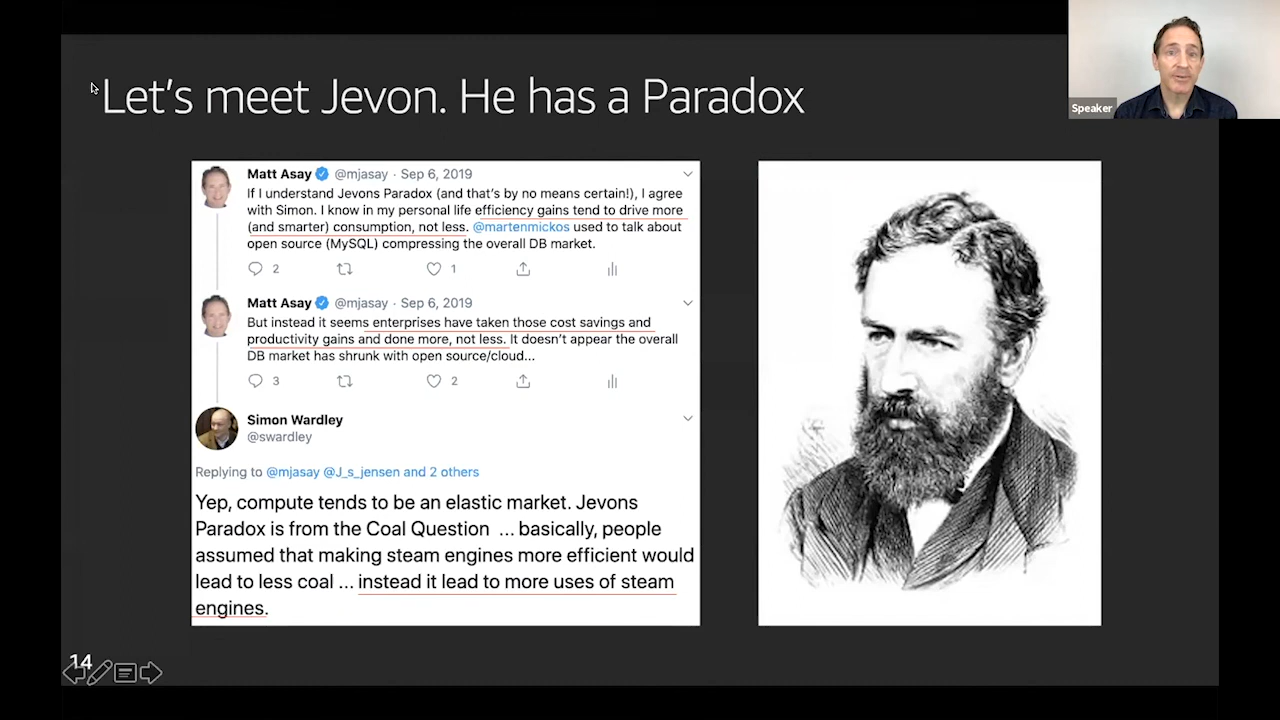 Let's meet Jevon. He has a Paradox
Speaker
Matt Asay @mjasay · Sep 6, 2019
If I understand Jevons Paradox (and that's by no means certain!), I agree
with Simon. I know in my personal life efficiency gains tend to drive more
(and smarter) consumption, not less. @martenmickos used to talk about
open source (MySQL) compressing the overall DB market.
2 1
Matt Asay @mjasay · Sep 6, 2019
But instead it seems enterprises have taken those cost savings and
productivity gains and done more, not less. It doesn't appear the overall
DB market has shrunk with open source/cloud...
3 2
Simon Wardley
@swardley
Replying to @mjasay @J_s_jensen and 2 others
Yep, compute tends to be an elastic market. Jevons
Paradox is from the Coal Question ... basically, people
assumed that making steam engines more efficient would
lead to less coal ... instead it lead to more uses of steam
engines.
14